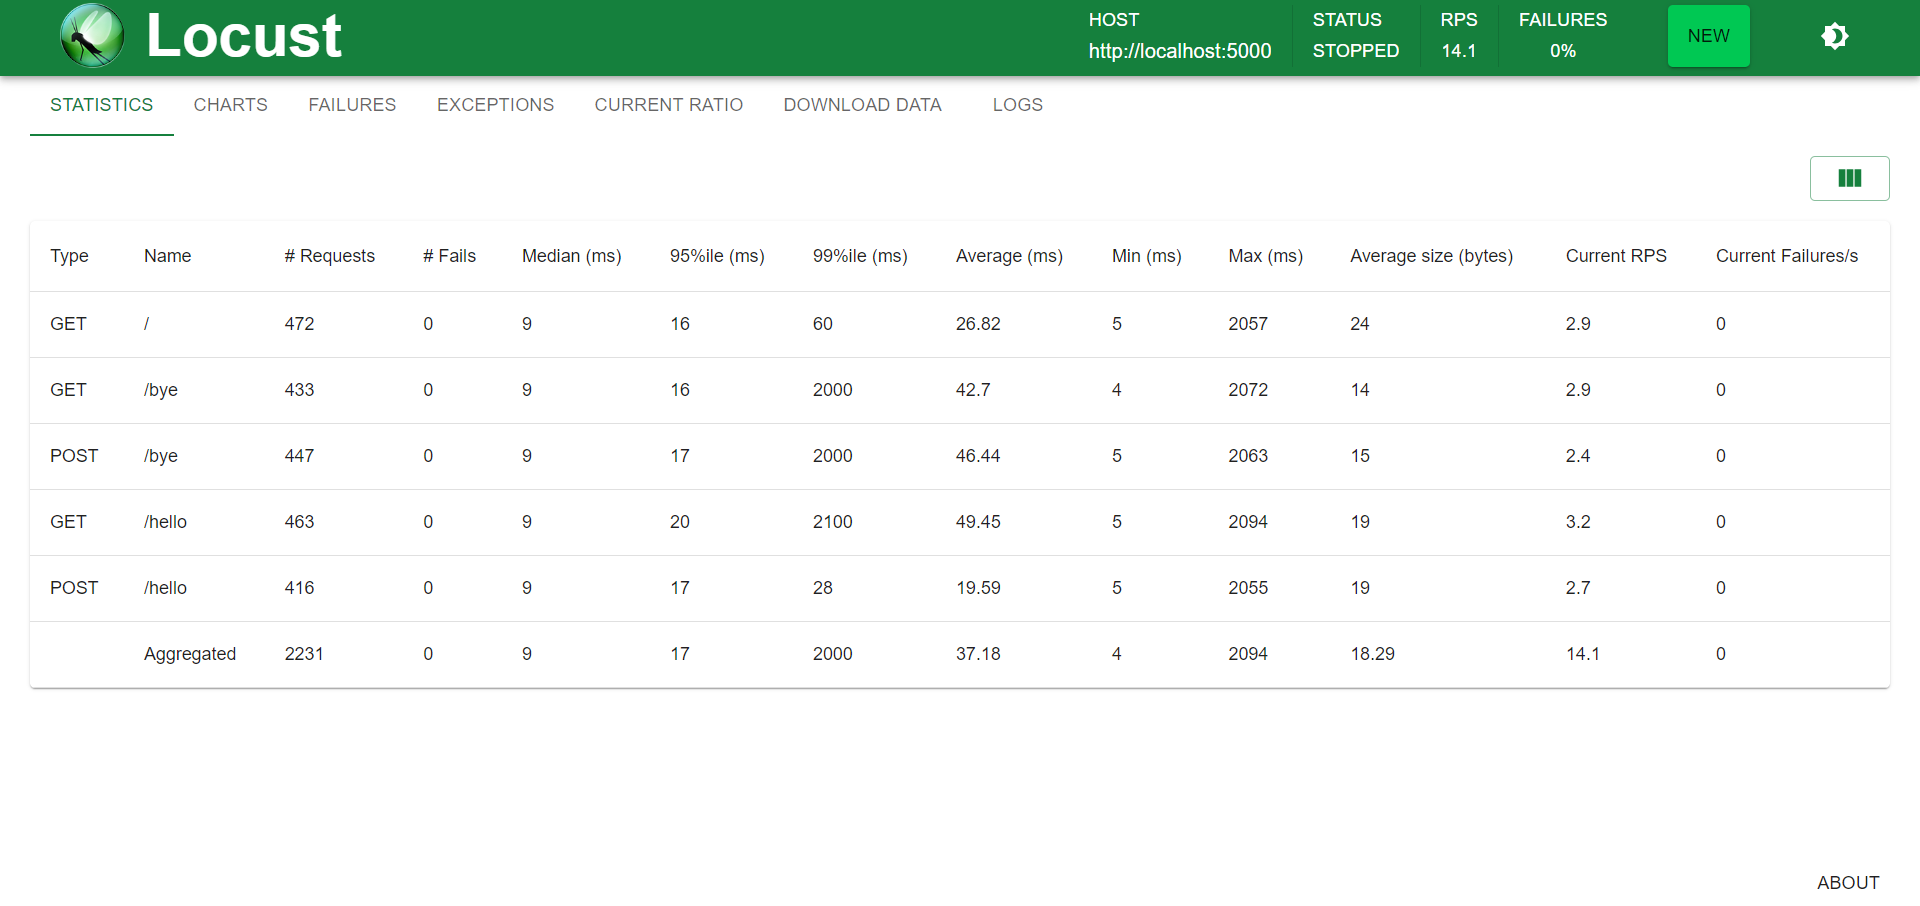 Locust
HOST
http://localhost:5000
STATUS
STOPPED
RPS
14.1
FAILURES
0%
NEW
STATISTICS CHARTS FAILURES EXCEPTIONS CURRENT RATIO DOWNLOAD DATA LOGS
Type Name # Requests # Fails Median (ms) 95%ile (ms) 99%ile (ms) Average (ms) Min (ms) Max (ms) Average size (bytes) Current RPS Current Failures/s
GET / 472 0 9 16 60 26.82 5 2057 24 2.9 0
GET /bye 433 0 9 16 2000 42.7 4 2072 14 2.9 0
POST /bye 447 0 9 17 2000 46.44 5 2063 15 2.4 0
GET /hello 463 0 9 20 2100 49.45 5 2094 19 3.2 0
POST /hello 416 0 9 17 28 19.59 5 2055 19 2.7 0
Aggregated 2231 0 9 17 2000 37.18 4 2094 18.29 14.1 0
ABOUT